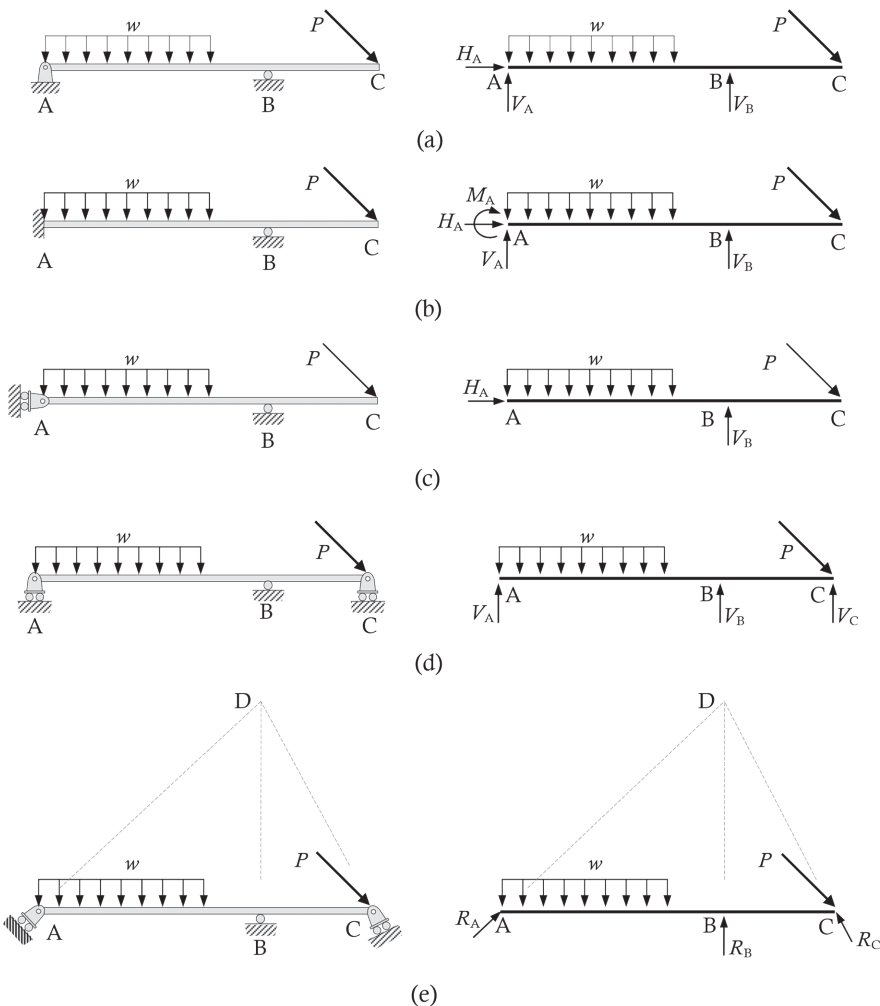 w P w P
H_A
A B C A B C
V_A V_B
(a)
w P w P
M_A
H_A
A B C A B C
V_A V_B
(b)
w P w P
H_A
A B C A B C
V_B
(c)
w P w P
A B C A B C
V_A V_B V_C
(d)
D D
w P w P
R_A
A B C A B C
R_B R_C
(e)